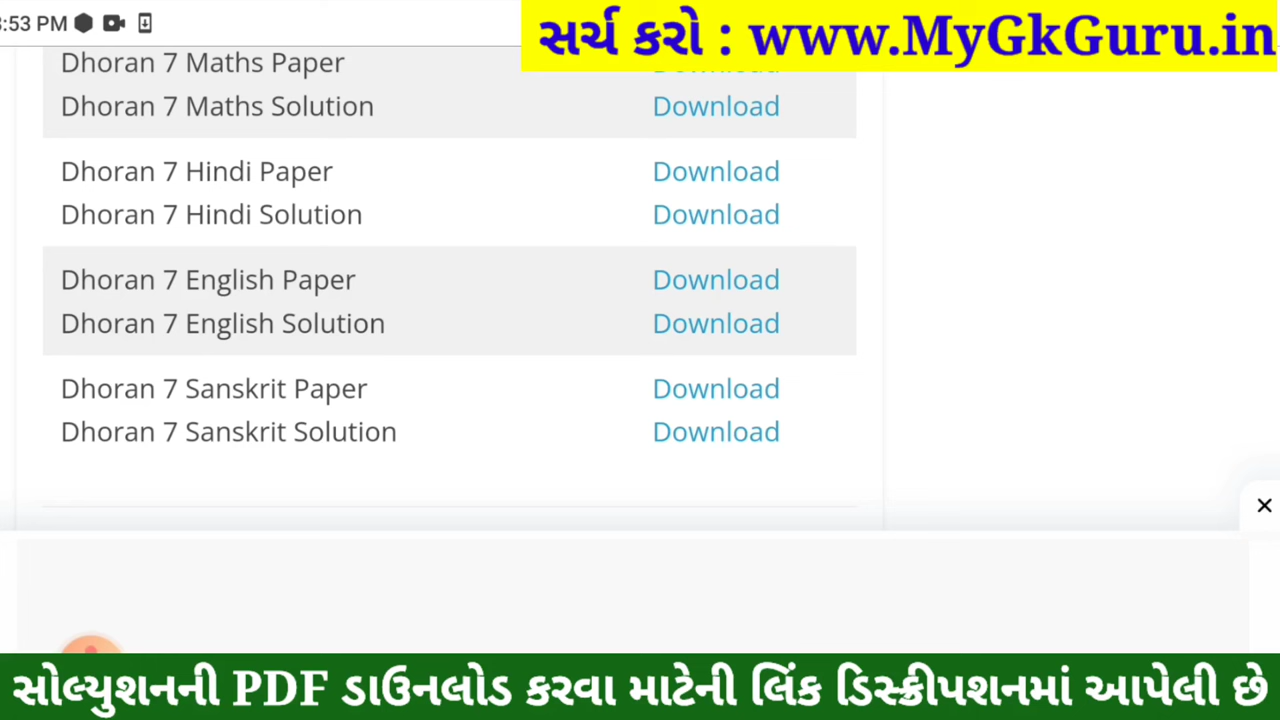 :53 PM
સર્ચ કરો : www.MyGkGuru.in
Dhoran 7 Maths Paper
Dhoran 7 Maths Solution Download
Dhoran 7 Hindi Paper Download
Dhoran 7 Hindi Solution Download
Dhoran 7 English Paper Download
Dhoran 7 English Solution Download
Dhoran 7 Sanskrit Paper Download
Dhoran 7 Sanskrit Solution Download
સોલ્યુશનની PDF ડાઉનલોડ કરવા માટેની લિંક ડિસ્ક્રીપશનમાં આપેલી છે